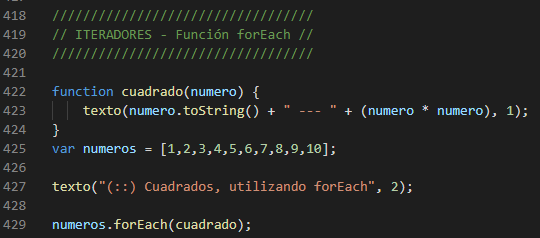 418 //////////////////////////////////
419 // ITERADORES - Función forEach //
420 //////////////////////////////////
421
422 function cuadrado(numero) {
423 texto(numero.toString() + " --- " + (numero * numero), 1);
424 }
425 var numeros = [1,2,3,4,5,6,7,8,9,10];
426
427 texto("(::) Cuadrados, utilizando forEach", 2);
428
429 numeros.forEach(cuadrado);